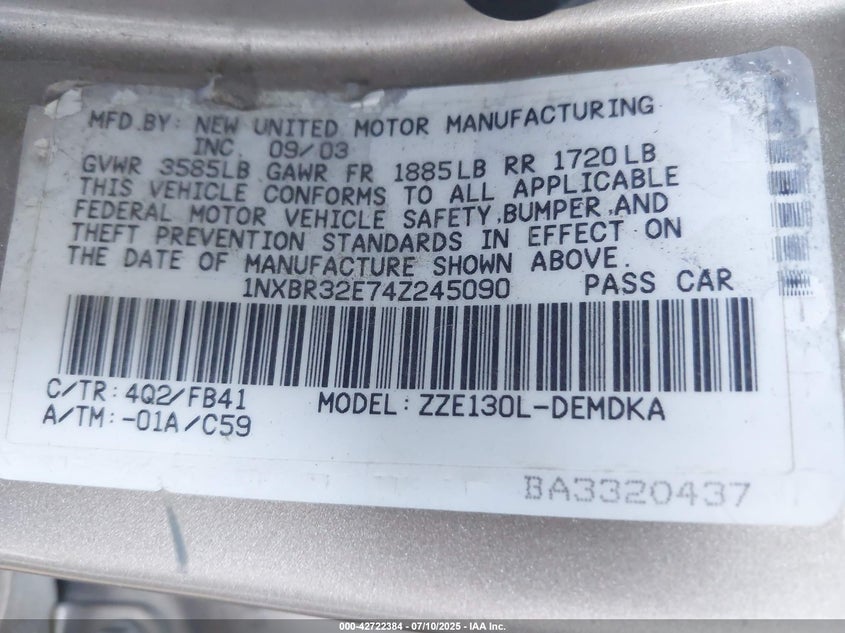 MFD.BY: NEW UNITED MOTOR MANUFACTURING
INC. 09/03
GVWR 3585LB GAWR FR 1885LB RR 1720LB
THIS VEHICLE CONFORMS TO ALL APPLICABLE
FEDERAL MOTOR VEHICLE SAFETY,BUMPER,AND
THEFT PREVENTION STANDARDS IN EFFECT ON
THE DATE OF MANUFACTURE SHOWN ABOVE.
1NXBR32E74Z245090 PASS CAR
C/TR:4Q2/FB41
A/TM:-01A/C59
MODEL:ZZE130L-DEMDKA
BA3320437
000-42722384 - 07/10/2025 - IAA Inc.